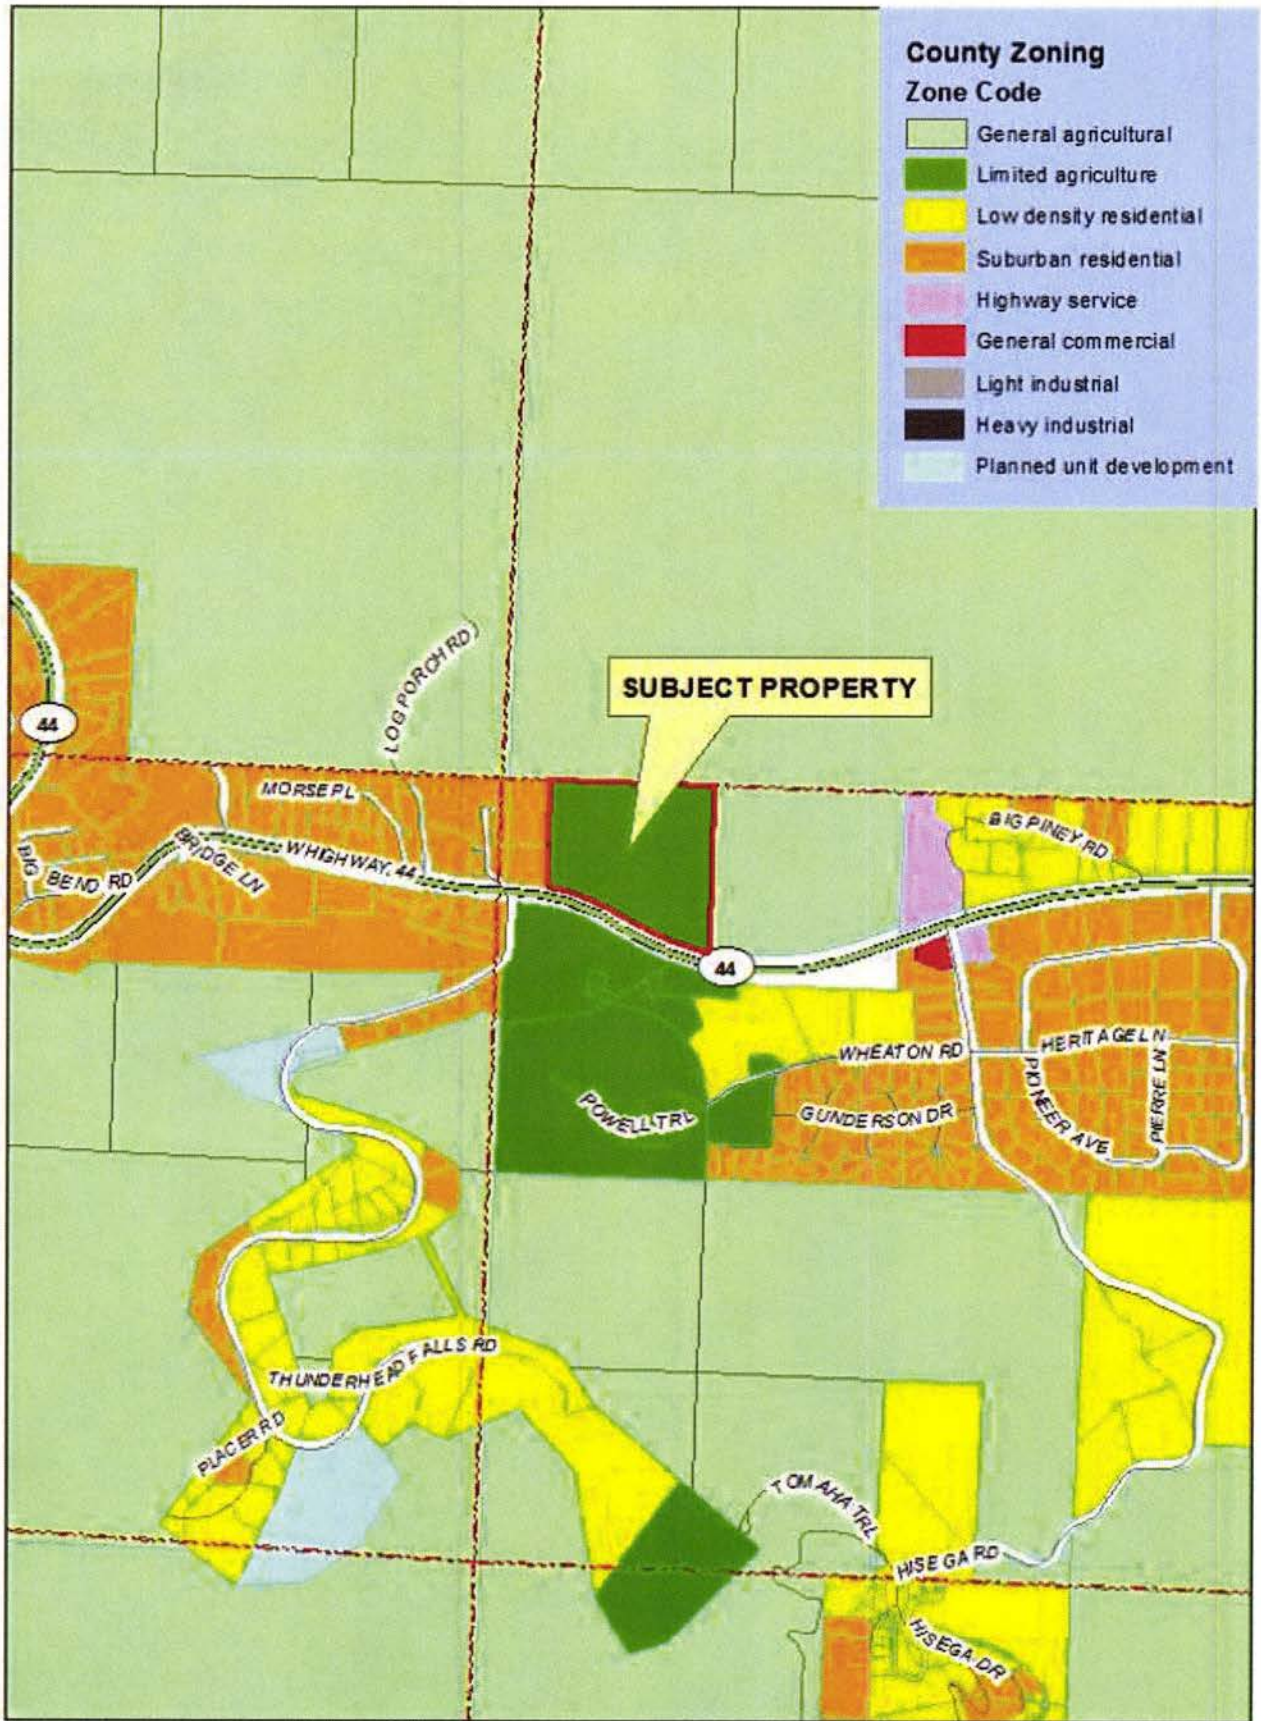 County Zoning
Zone Code
General agricultural
Limited agriculture
Low density residential
Suburban residential
Highway service
General commercial
Light industrial
Heavy industrial
Planned unit development
LOG PORCH RD
SUBJECT PROPERTY
44
MORSE PL
BIG PINEY RD
BRIDGE LN
W HIGHWAY 44
BIG BEND RD
44
WHEATON RD
HERITAGE LN
POWELL TRL
GUNDERSON DR
PIONEER AVE
PIERRE LN
THUNDERHEAD FALLS RD
PLACER RD
TOMAHA TRL
HISEGA RD
HISEGA DR